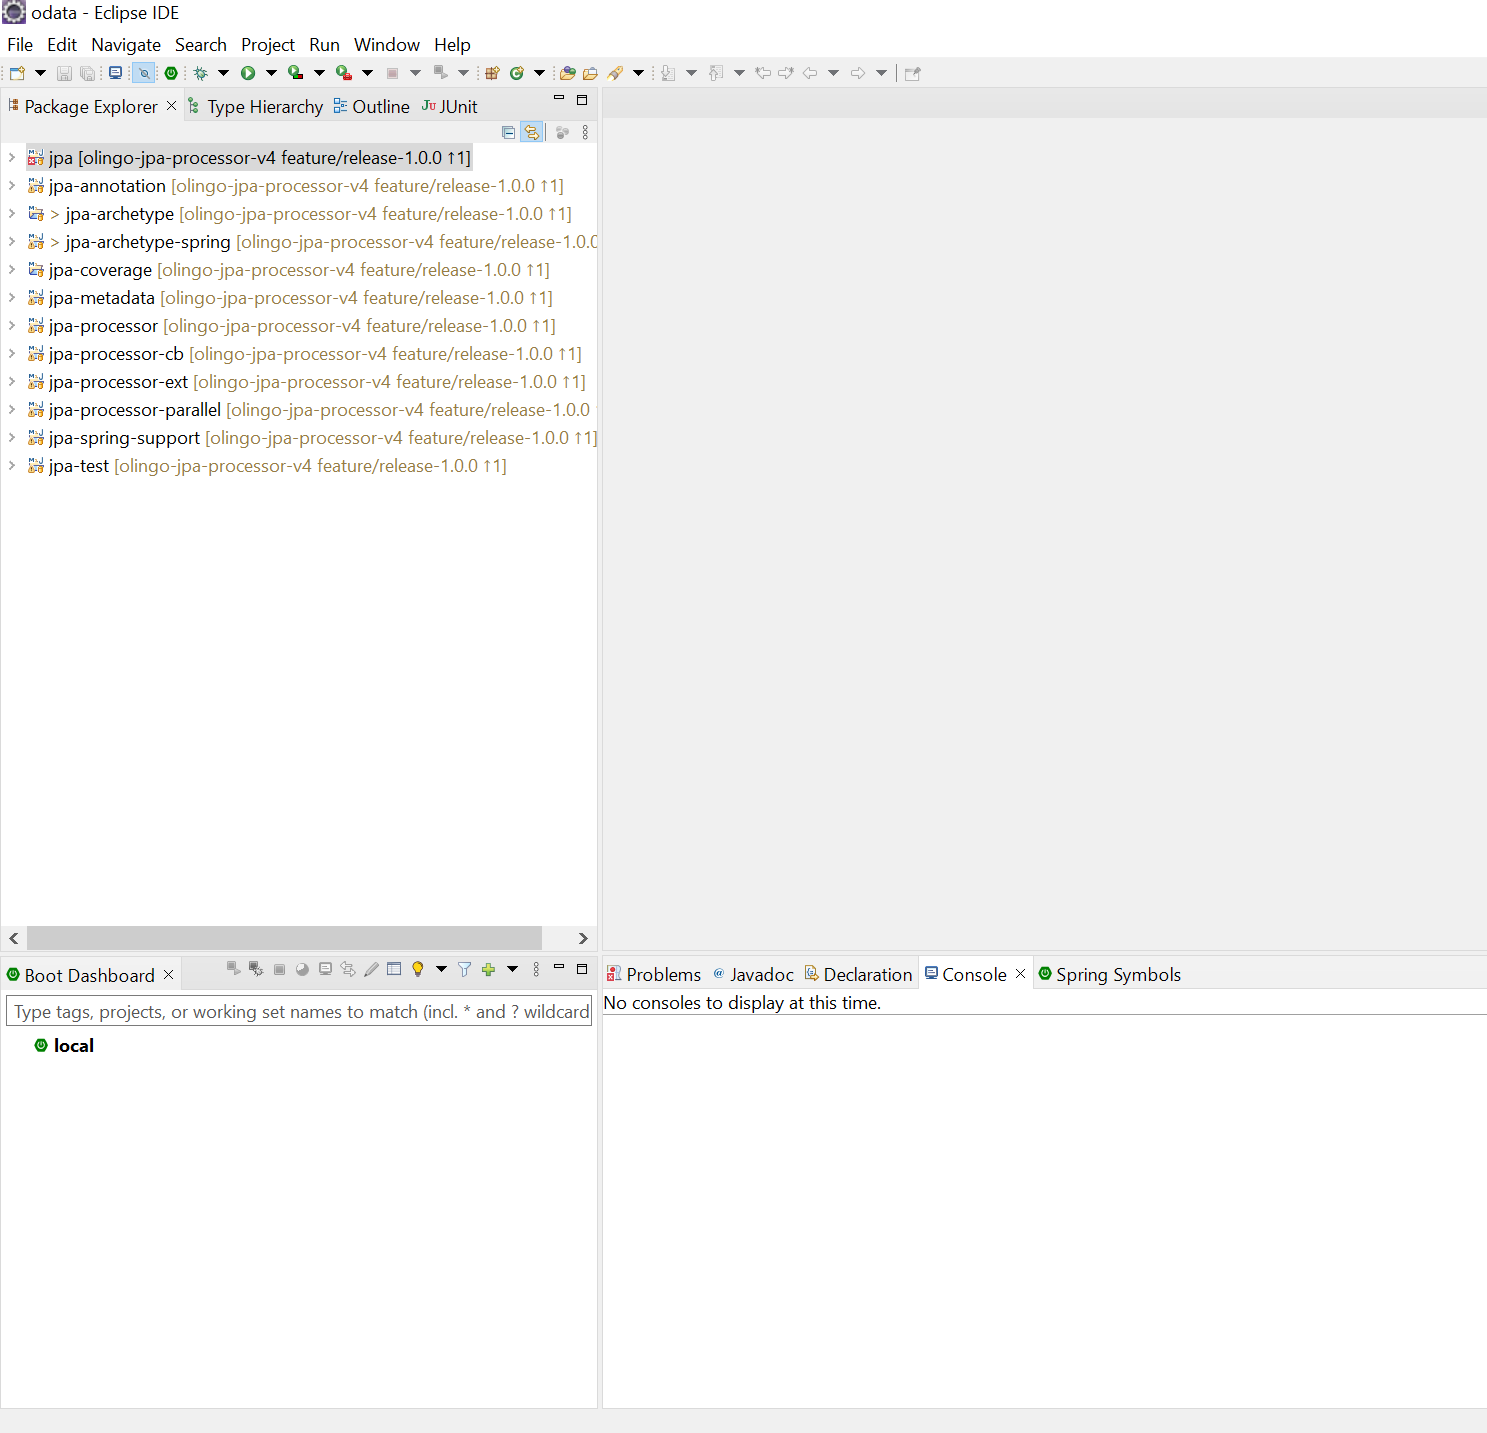 odata - Eclipse IDE
File Edit Navigate Search Project Run Window Help
Package Explorer Type Hierarchy Outline JUnit
jpa [olingo-jpa-processor-v4 feature/release-1.0.0 ↑1]
jpa-annotation [olingo-jpa-processor-v4 feature/release-1.0.0 ↑1]
> jpa-archetype [olingo-jpa-processor-v4 feature/release-1.0.0 ↑1]
> jpa-archetype-spring [olingo-jpa-processor-v4 feature/release-1.0.0
jpa-coverage [olingo-jpa-processor-v4 feature/release-1.0.0 ↑1]
jpa-metadata [olingo-jpa-processor-v4 feature/release-1.0.0 ↑1]
jpa-processor [olingo-jpa-processor-v4 feature/release-1.0.0 ↑1]
jpa-processor-cb [olingo-jpa-processor-v4 feature/release-1.0.0 ↑1]
jpa-processor-ext [olingo-jpa-processor-v4 feature/release-1.0.0 ↑1]
jpa-processor-parallel [olingo-jpa-processor-v4 feature/release-1.0.0
jpa-spring-support [olingo-jpa-processor-v4 feature/release-1.0.0 ↑1]
jpa-test [olingo-jpa-processor-v4 feature/release-1.0.0 ↑1]
Boot Dashboard
Type tags, projects, or working set names to match (incl. * and ? wildcard
local
Problems @ Javadoc Declaration Console Spring Symbols
No consoles to display at this time.